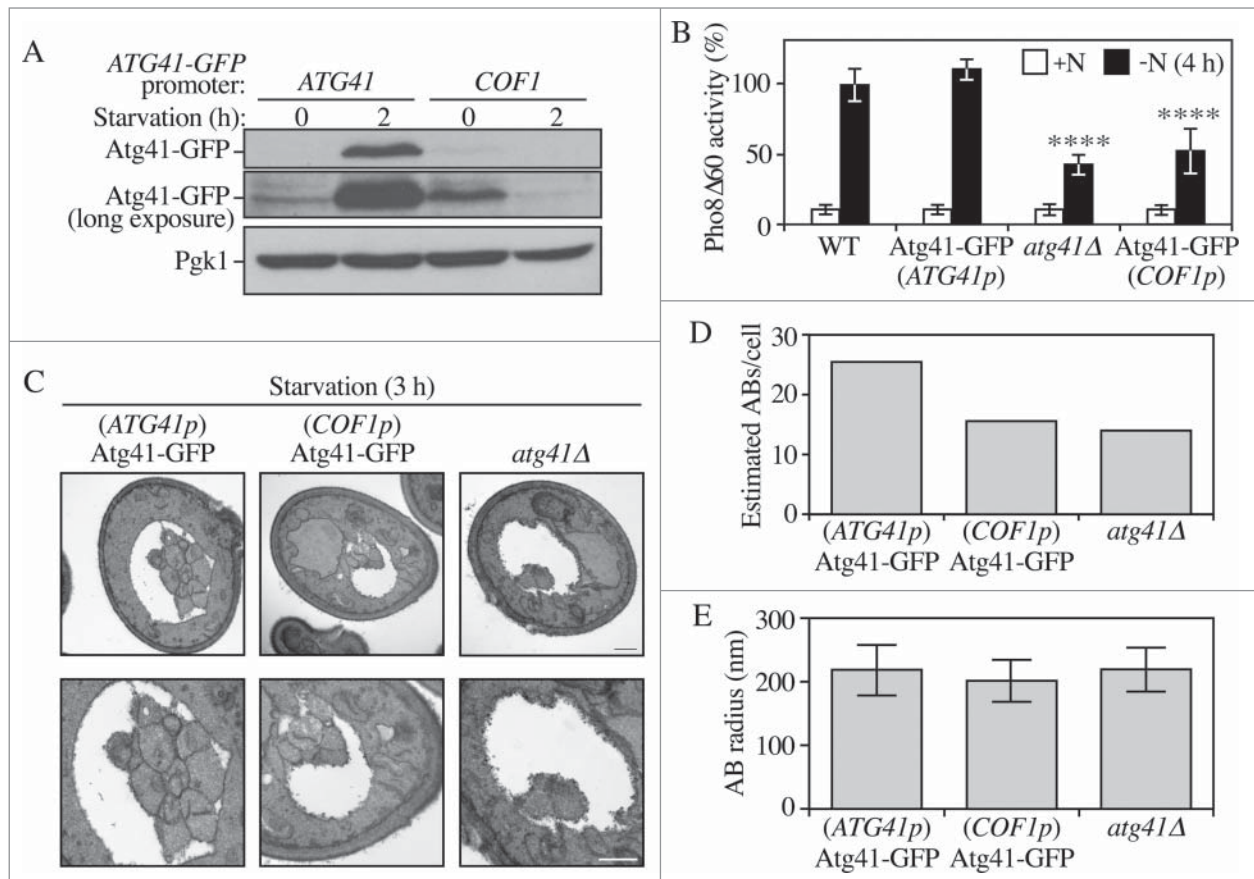 A
ATG41-GFP
promoter: ATG41 COF1
Starvation (h): 0 2 0 2
Atg41-GFP
Atg41-GFP
(long exposure)
Pgk1
B
Pho8Δ60 activity (%)
100
50
0
+N -N (4 h)
**** ****
WT Atg41-GFP atg41Δ Atg41-GFP
(ATG41p) (COF1p)
C
Starvation (3 h)
(ATG41p) (COF1p)
Atg41-GFP Atg41-GFP atg41Δ
D
Estimated ABs/cell
30
20
10
0
(ATG41p) (COF1p) atg41Δ
Atg41-GFP Atg41-GFP
E
AB radius (nm)
300
200
100
0
(ATG41p) (COF1p) atg41Δ
Atg41-GFP Atg41-GFP